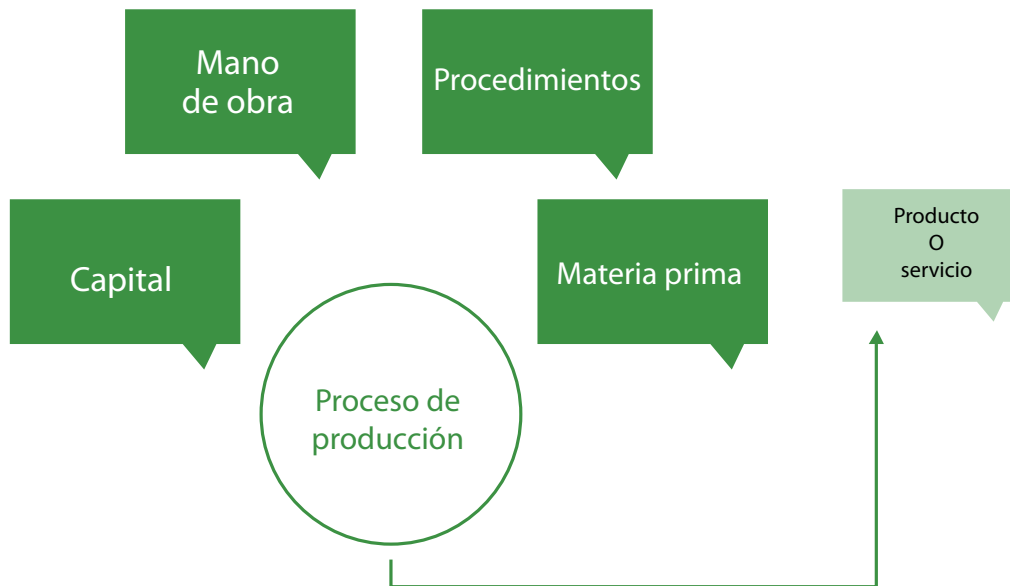 Mano
de obra
Procedimientos
Capital
Materia prima
Producto
O
servicio
Proceso de
producción